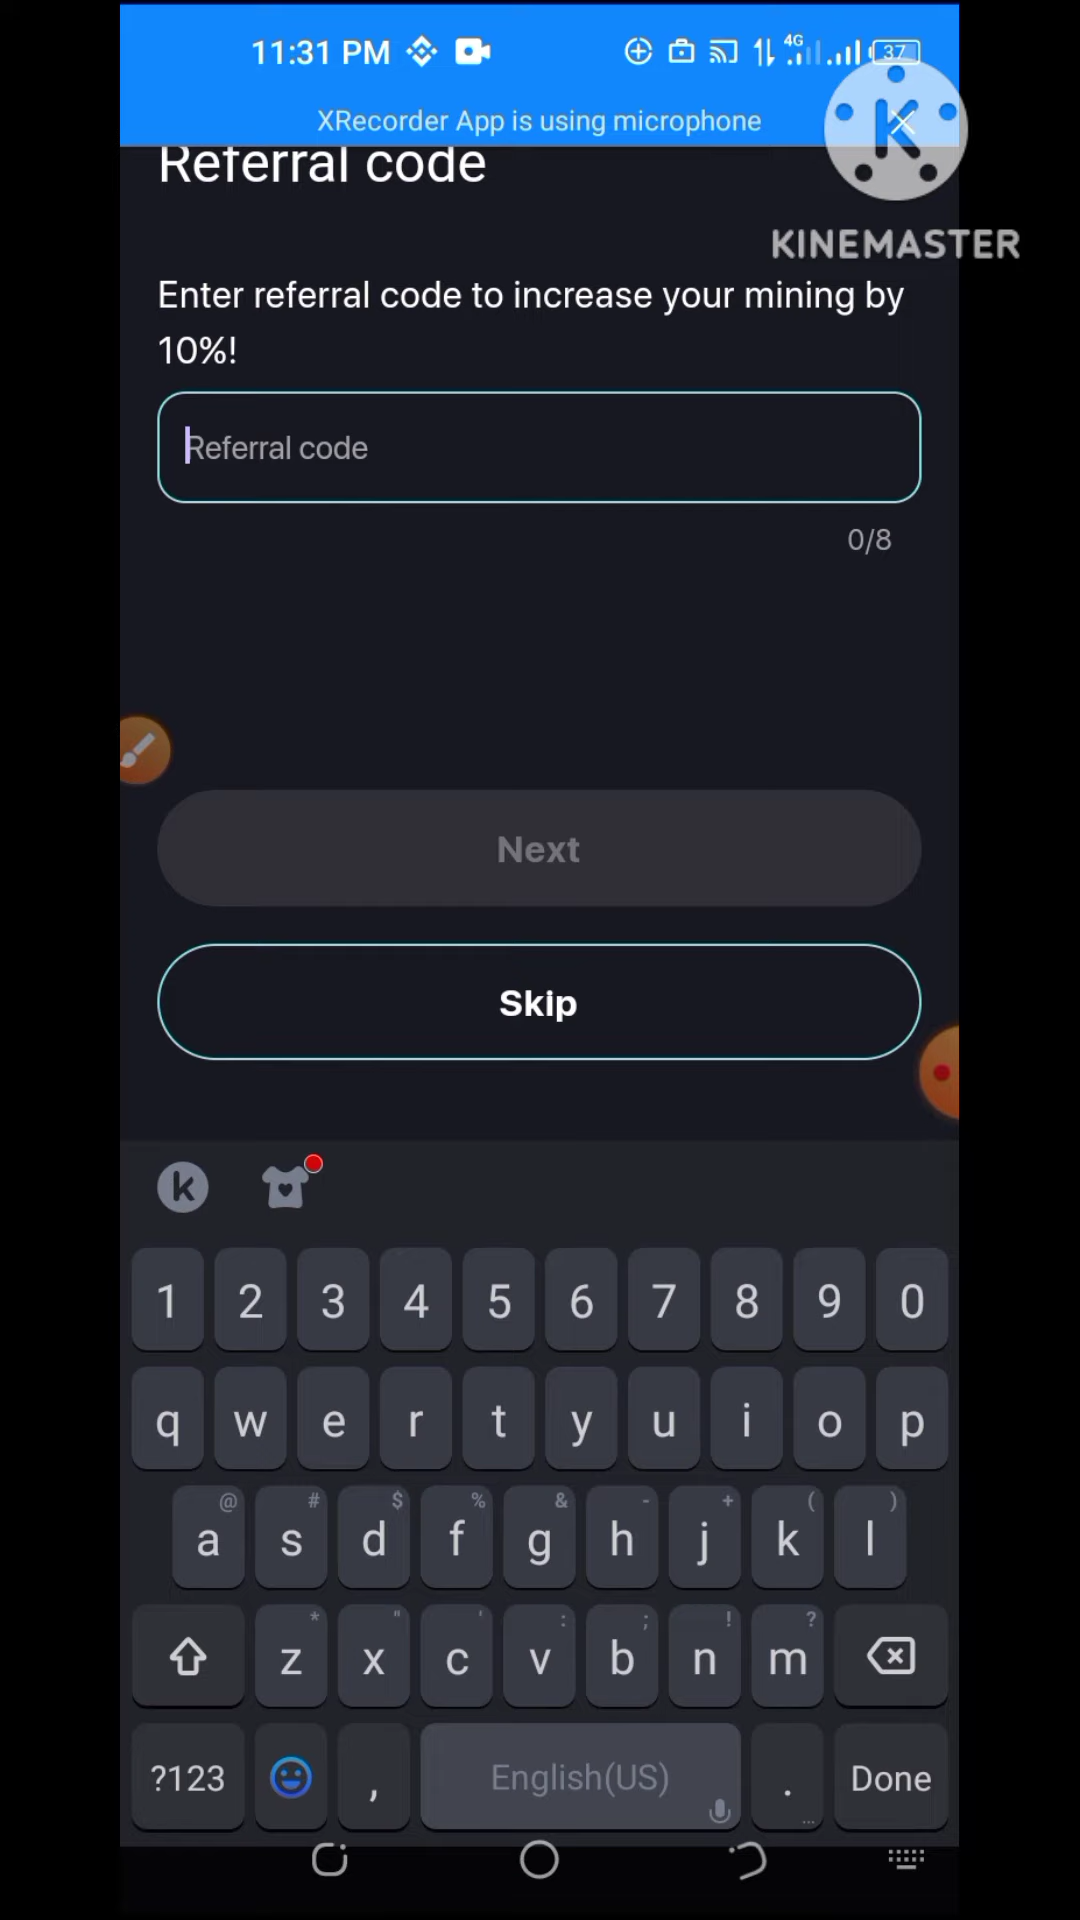 11:31 PM 4G 37
XRecorder App is using microphone
K
KINEMASTER
Referral code
Enter referral code to increase your mining by
10%!
Referral code
0/8
Next
Skip
k
1 2 3 4 5 6 7 8 9 0
q w e r t y u i o p
@ # $ % & - + ( )
a s d f g h j k l
* " ' : ; ! ?
z x c v b n m
?123 , English(US) . ... Done